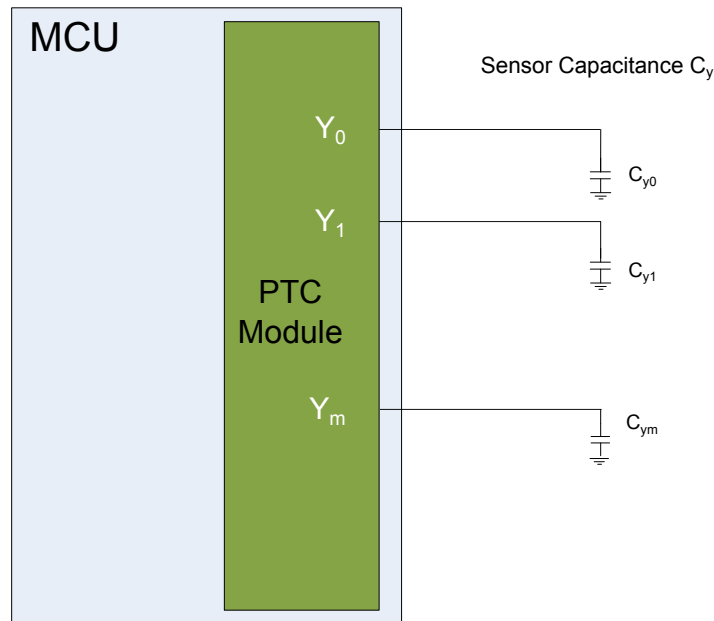 MCU
Sensor Capacitance Cy
Y0
Cy0
Y1
Cy1
PTC
Module
Ym
Cym